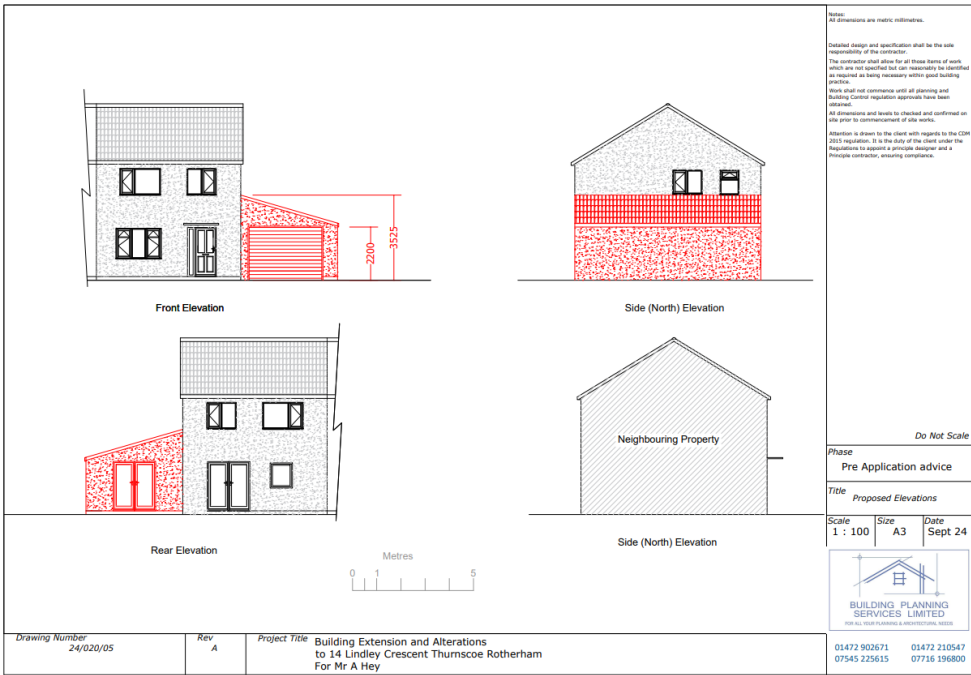 Notes:
All dimensions are metric millimetres.
Detailed design and specification shall be the sole
responsibility of the contractor.
The contractor shall allow for all those items of work
which are not specified but can reasonably be identified
as required as being necessary within good building
practice.
Work shall not commence until all planning and
Building Control regulation approvals have been
obtained.
All dimensions and levels to checked and confirmed on
site prior to commencement of site works.
Attention is drawn to the client with regards to the CDM
2015 regulation. It is the duty of the client under the
Regulations to appoint a principle designer and a
Principle contractor, ensuring compliance.
2200
3525
Front Elevation
Side (North) Elevation
Neighbouring Property
Rear Elevation
Side (North) Elevation
Metres
0 1 5
Do Not Scale
Phase
Pre Application advice
Title
Proposed Elevations
Scale Size Date
1 : 100 A3 Sept 24
BUILDING PLANNING
SERVICES LIMITED
FOR ALL YOUR PLANNING & ARCHITECTURAL NEEDS
01472 902671 01472 210547
07545 225615 07716 196800
Drawing Number
24/020/05
Rev
A
Project Title
Building Extension and Alterations
to 14 Lindley Crescent Thurnscoe Rotherham
For Mr A Hey